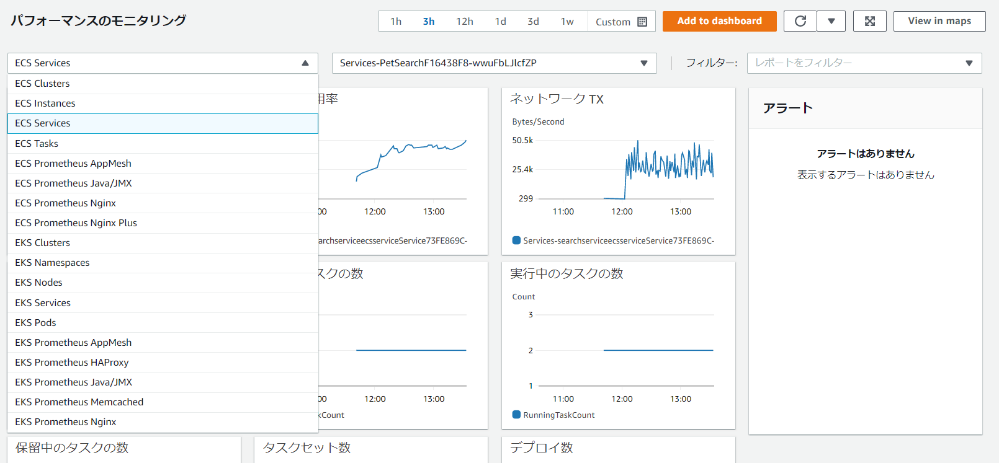 パフォーマンスのモニタリング
1h 3h 12h 1d 3d 1w Custom
Add to dashboard
View in maps
ECS Services
Services-PetSearchF16438F8-wwuFbLJlcfZP
フィルター:
レポートをフィルター
ECS Clusters
ECS Instances
ECS Services
ECS Tasks
ECS Prometheus AppMesh
ECS Prometheus Java/JMX
ECS Prometheus Nginx
ECS Prometheus Nginx Plus
EKS Clusters
EKS Namespaces
EKS Nodes
EKS Services
EKS Pods
EKS Prometheus AppMesh
EKS Prometheus HAProxy
EKS Prometheus Java/JMX
EKS Prometheus Memcached
EKS Prometheus Nginx
用率
00 12:00 13:00
archserviceecsserviceService73FE869C-
ネットワーク TX
Bytes/Second
50.5k
25.4k
299
11:00 12:00 13:00
Services-searchserviceecsserviceService73FE869C-
アラート
アラートはありません
表示するアラートはありません
スクの数
00 12:00 13:00
kCount
実行中のタスクの数
Count
3
2
1
11:00 12:00 13:00
RunningTaskCount
保留中のタスクの数
タスクセット数
デプロイ数